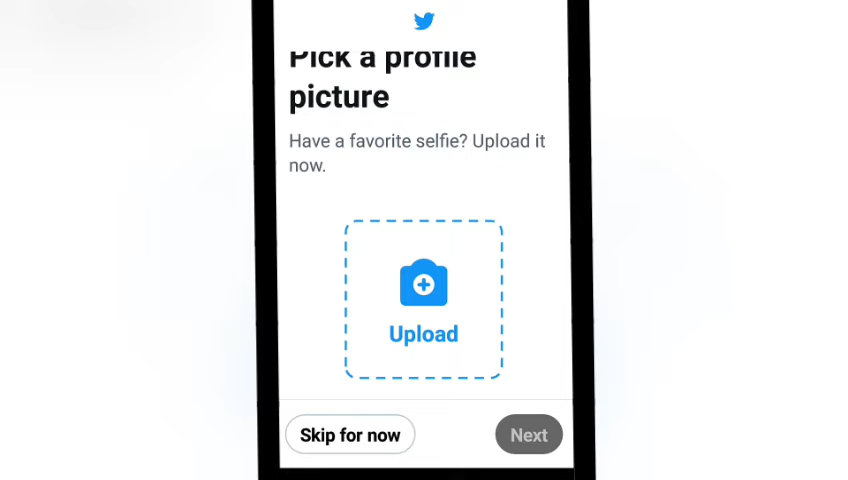 Pick a profile
picture
Have a favorite selfie? Upload it
now.
Upload
Skip for now
Next